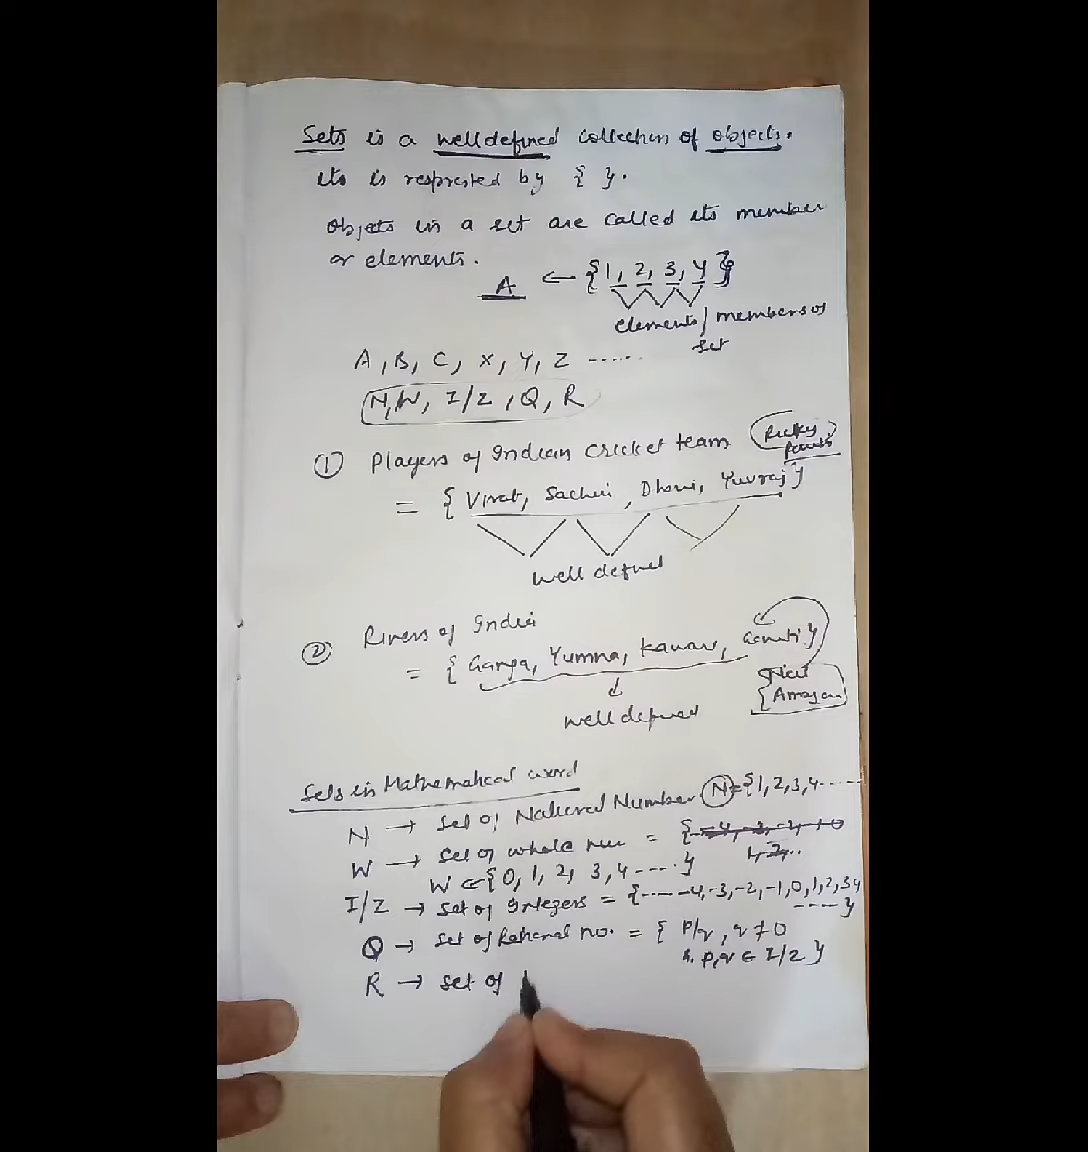 Sets is a welldefined collection of objects.
its is resprested by { }.
Objects in a set are called its member
or elements.
A ← {1, 2, 3, 4}
elements/members of
set
A, B, C, X, Y, Z ......
N, W, I/Z, Q, R
① Players of Indian cricket team
Ricky
= { Virat, Sachin, Dhoni, Yuvraj}
well defined
② Rivers of India
= { Ganga, Yumna, Kaveri, Gomti}
{Amazon}
well defined
Sets in Mathematical word
N → Set of Natural Number N={1,2,3,4.....
W → Set of whole num = {
W = {0, 1, 2, 3, 4 .....}
I/Z → Set of Integers = {.....-4,-3,-2,-1,0,1,2,3,4
.....}
Q → Set of Rational no. = { p/q, q≠0
& p,q ∈ I/Z }
R → Set of